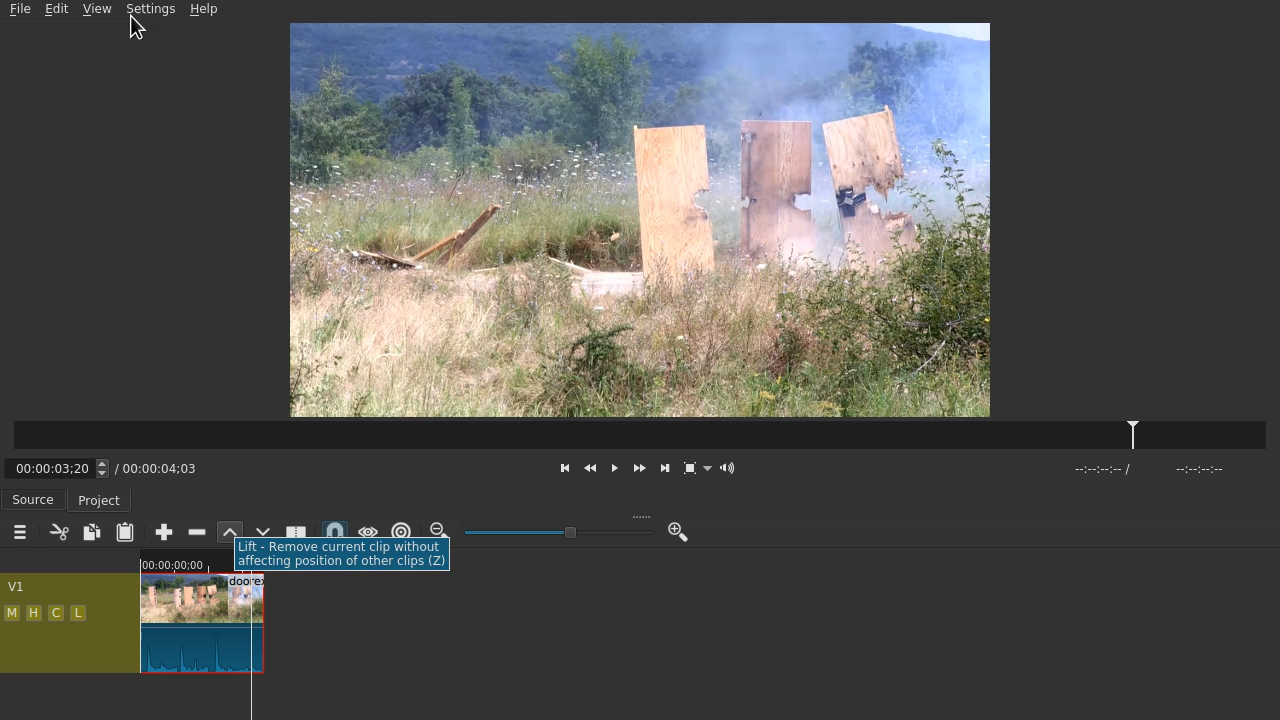 File Edit View Settings Help
00:00:03;20 / 00:00:04;03
--:--:--:-- / --:--:--:--
Source Project
Lift - Remove current clip without
affecting position of other clips (Z)
00:00:00;00
V1
doorex
M H C L